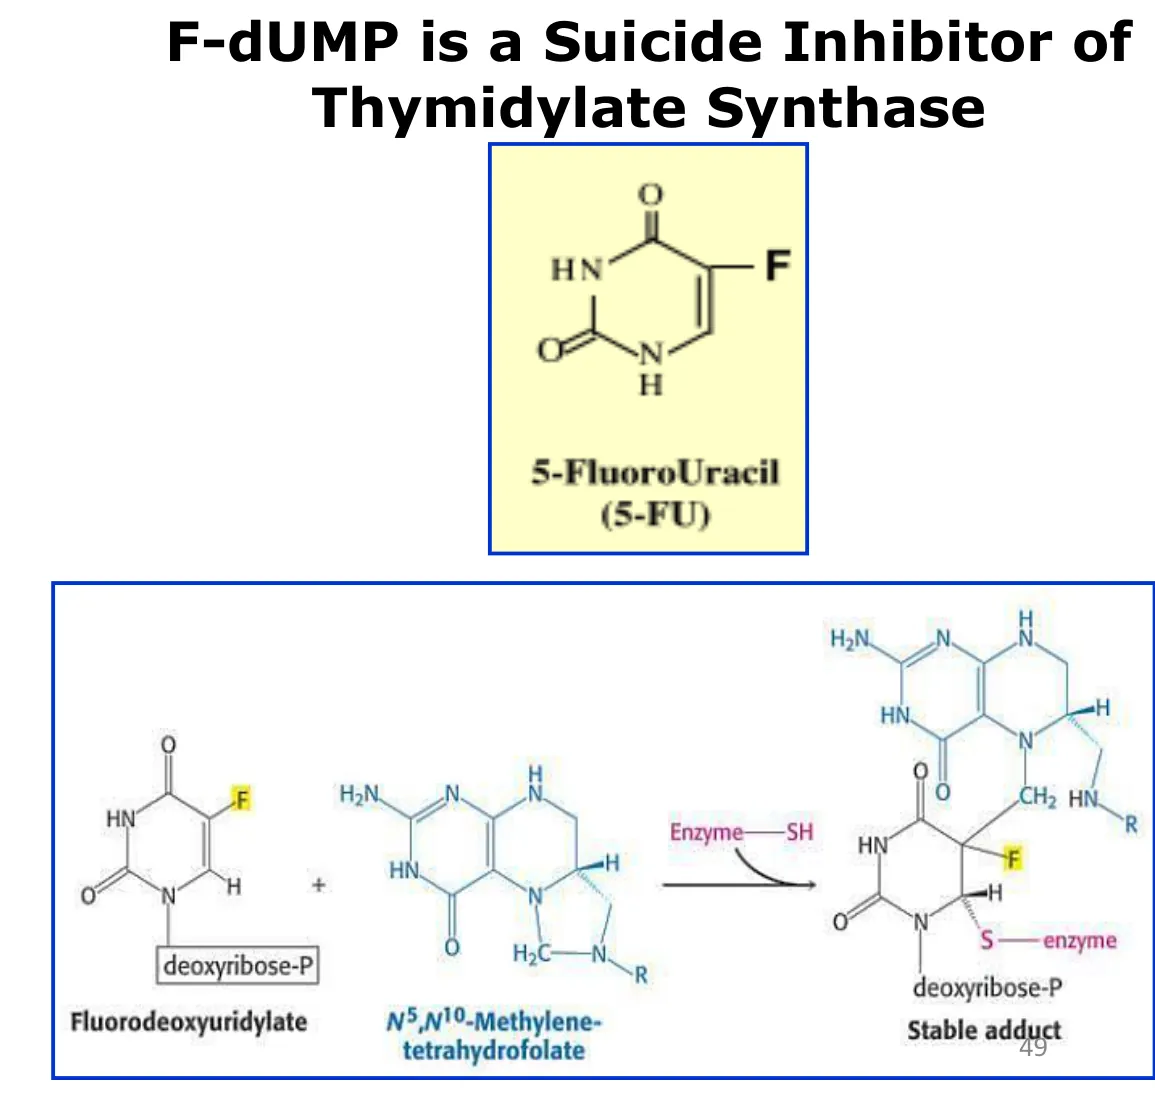 F-dUMP is a Suicide Inhibitor of
Thymidylate Synthase
O
HN
F
O
N
H
5-FluoroUracil
(5-FU)
O
F
HN
O
N
H
deoxyribose-P
Fluorodeoxyuridylate
+
H₂N
N
H
N
HN
H
N
O
H₂C
N
R
N⁵,N¹⁰-Methylene-
tetrahydrofolate
Enzyme—SH
H₂N
N
H
N
HN
H
N
O
CH₂
HN
R
O
HN
F
H
O
N
S—enzyme
deoxyribose-P
Stable adduct
49